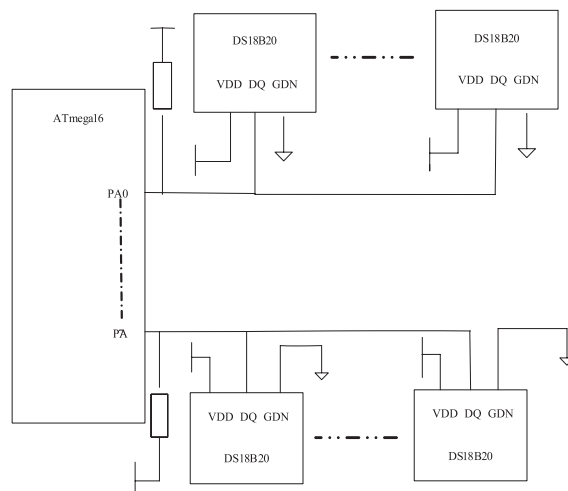 DS18B20
VDD DQ GDN
DS18B20
VDD DQ GDN
ATmega16
PA0
PA
VDD DQ GDN
DS18B20
VDD DQ GDN
DS18B20